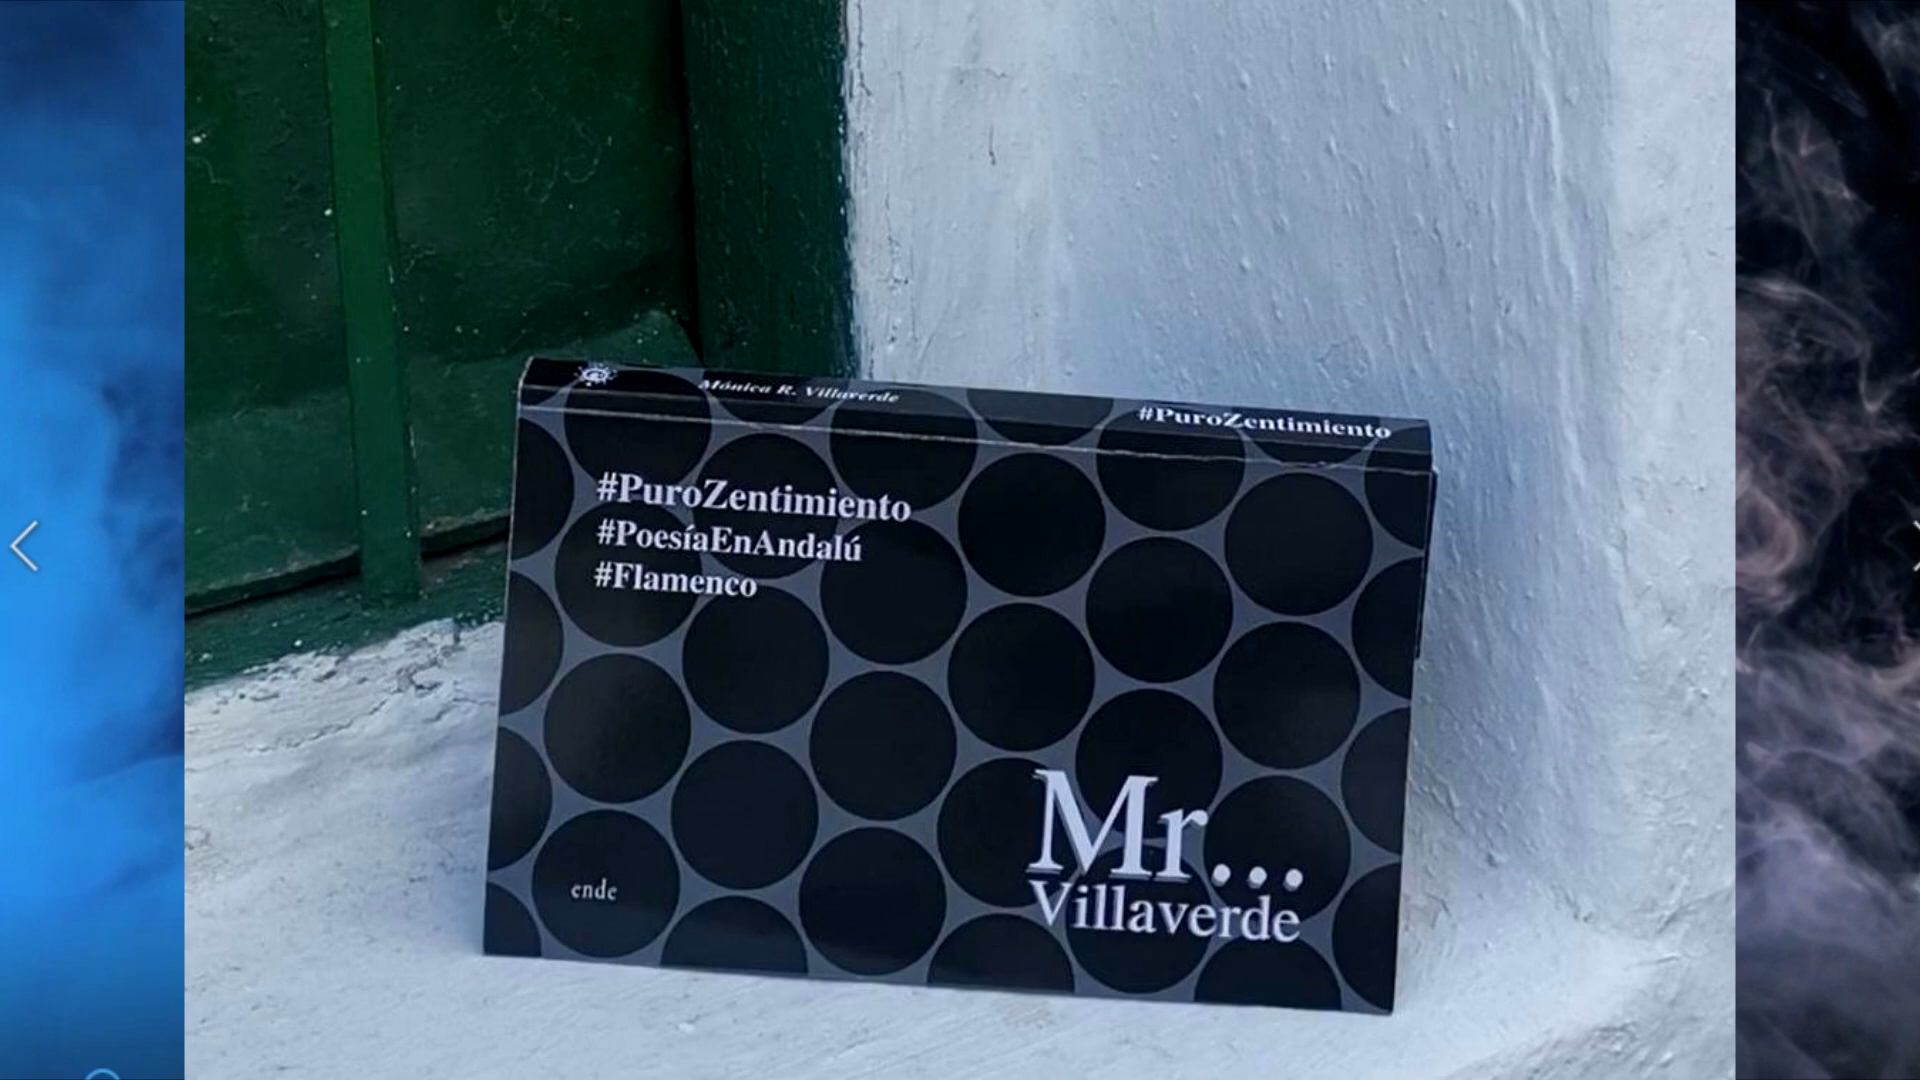 Mónica R. Villaverde
#PuroZentimiento
#PuroZentimiento
#PoesíaEnAndalú
#Flamenco
Mr...
Villaverde
ende